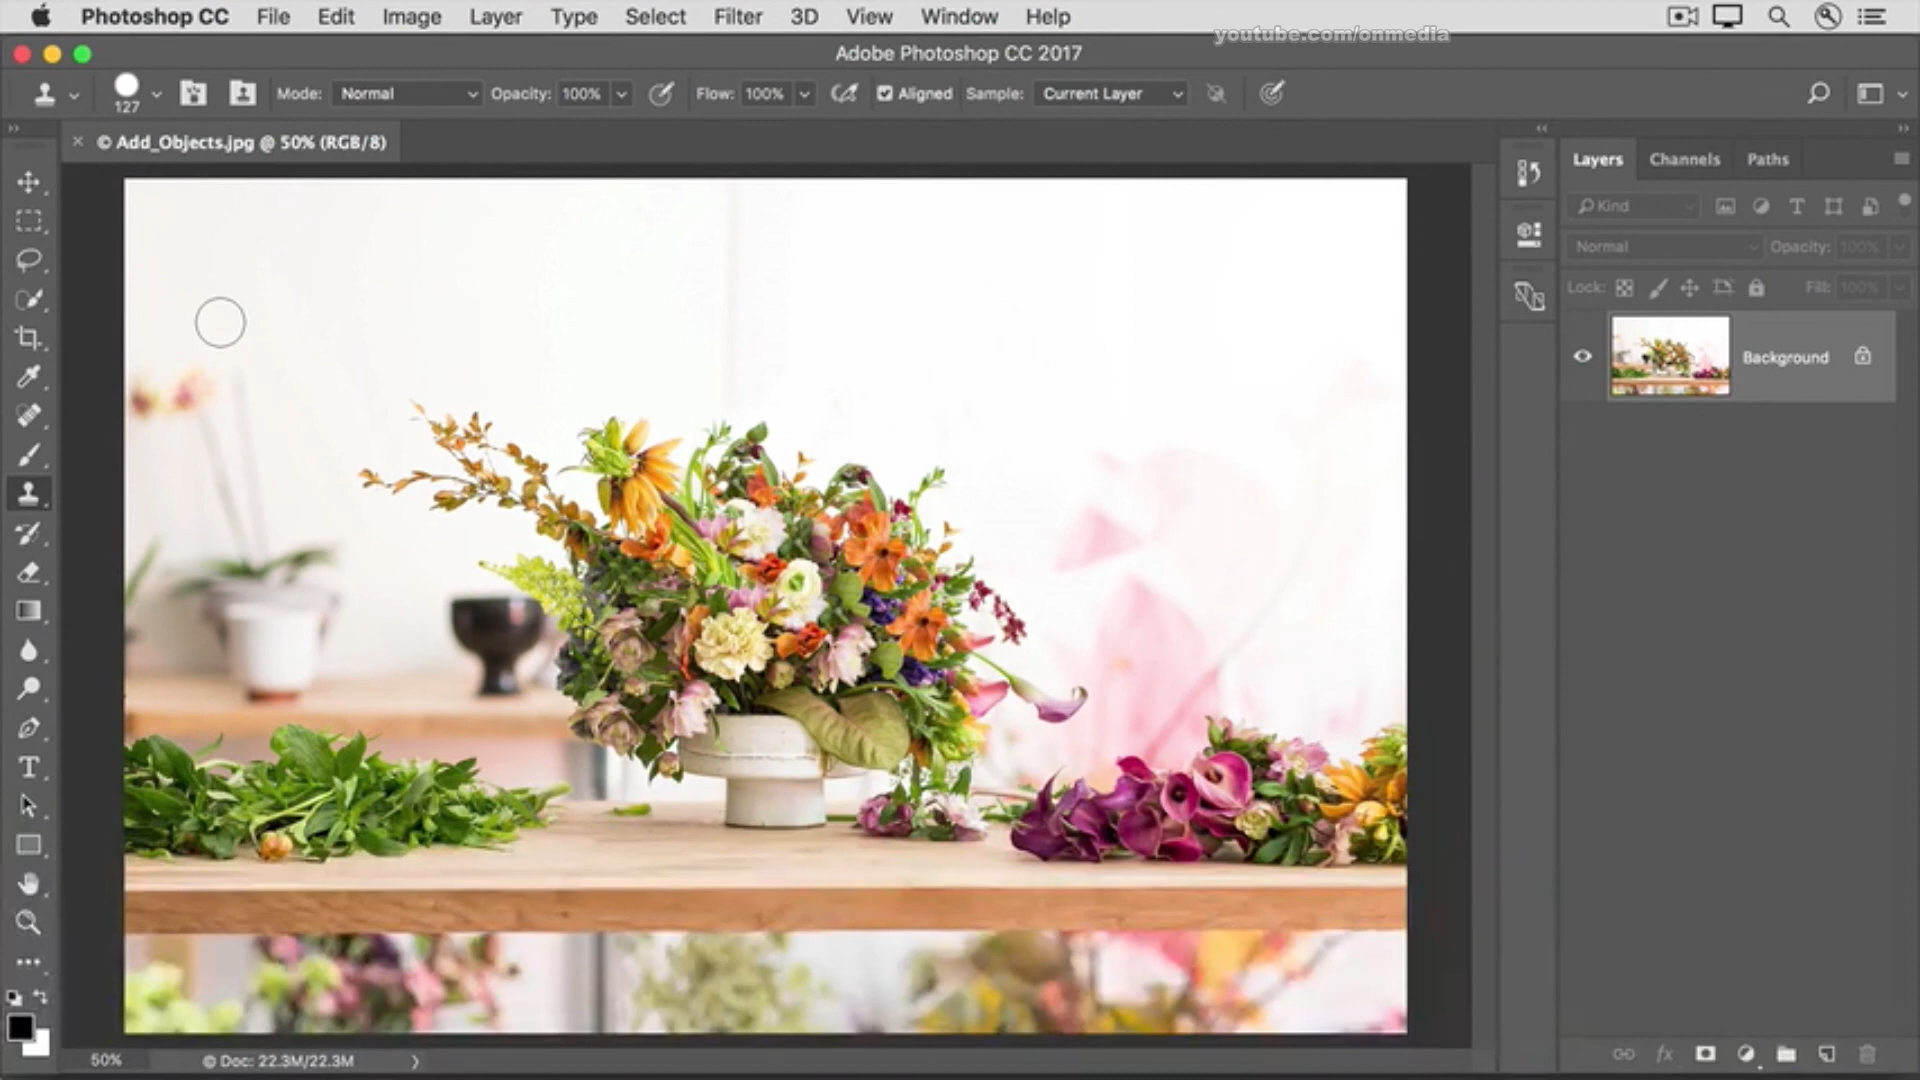 Photoshop CC File Edit Image Layer Type Select Filter 3D View Window Help
youtube.com/onmedia
Adobe Photoshop CC 2017
127 Mode: Normal Opacity: 100% Flow: 100% Aligned Sample: Current Layer
© Add_Objects.jpg @ 50% (RGB/8)
Layers Channels Paths
Kind
Normal Opacity: 100%
Lock: Fill: 100%
Background
50% © Doc: 22.3M/22.3M
fx